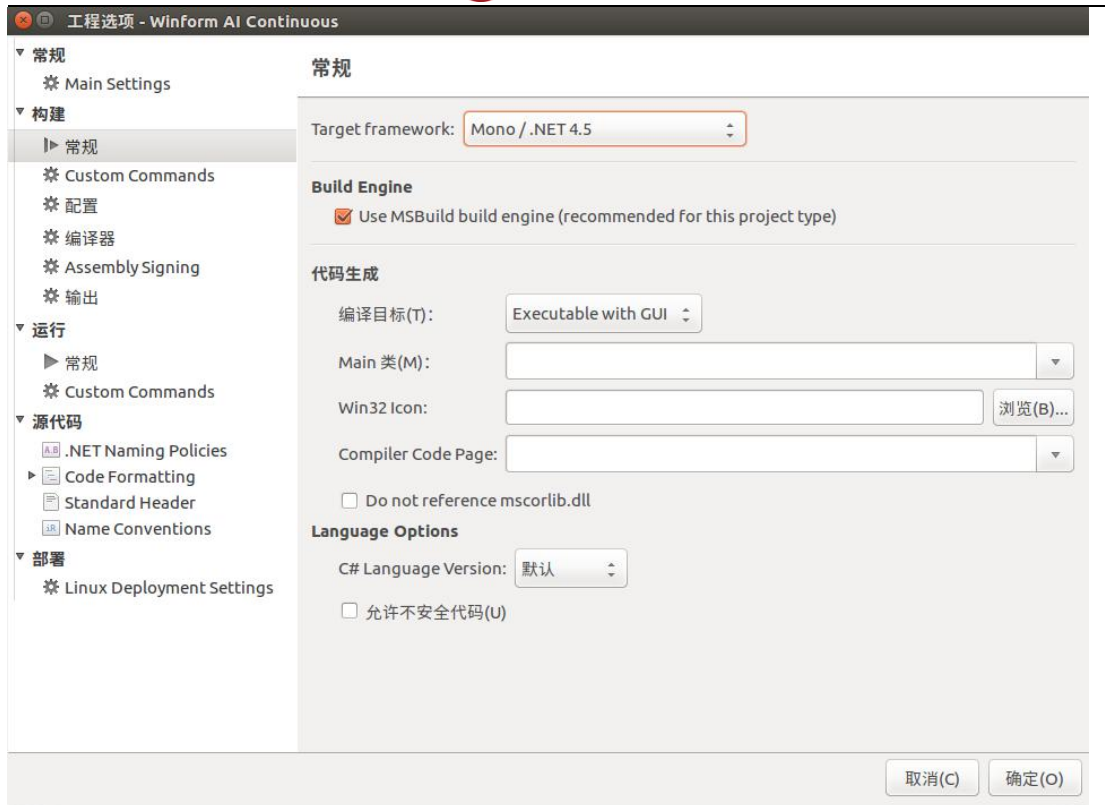 工程选项 - Winform AI Continuous
常规
Main Settings
构建
常规
Custom Commands
配置
编译器
Assembly Signing
输出
运行
常规
Custom Commands
源代码
.NET Naming Policies
Code Formatting
Standard Header
Name Conventions
部署
Linux Deployment Settings
常规
Target framework: Mono / .NET 4.5
Build Engine
Use MSBuild build engine (recommended for this project type)
代码生成
编译目标(T): Executable with GUI
Main 类(M):
Win32 Icon: 浏览(B)...
Compiler Code Page:
Do not reference mscorlib.dll
Language Options
C# Language Version: 默认
允许不安全代码(U)
取消(C) 确定(O)